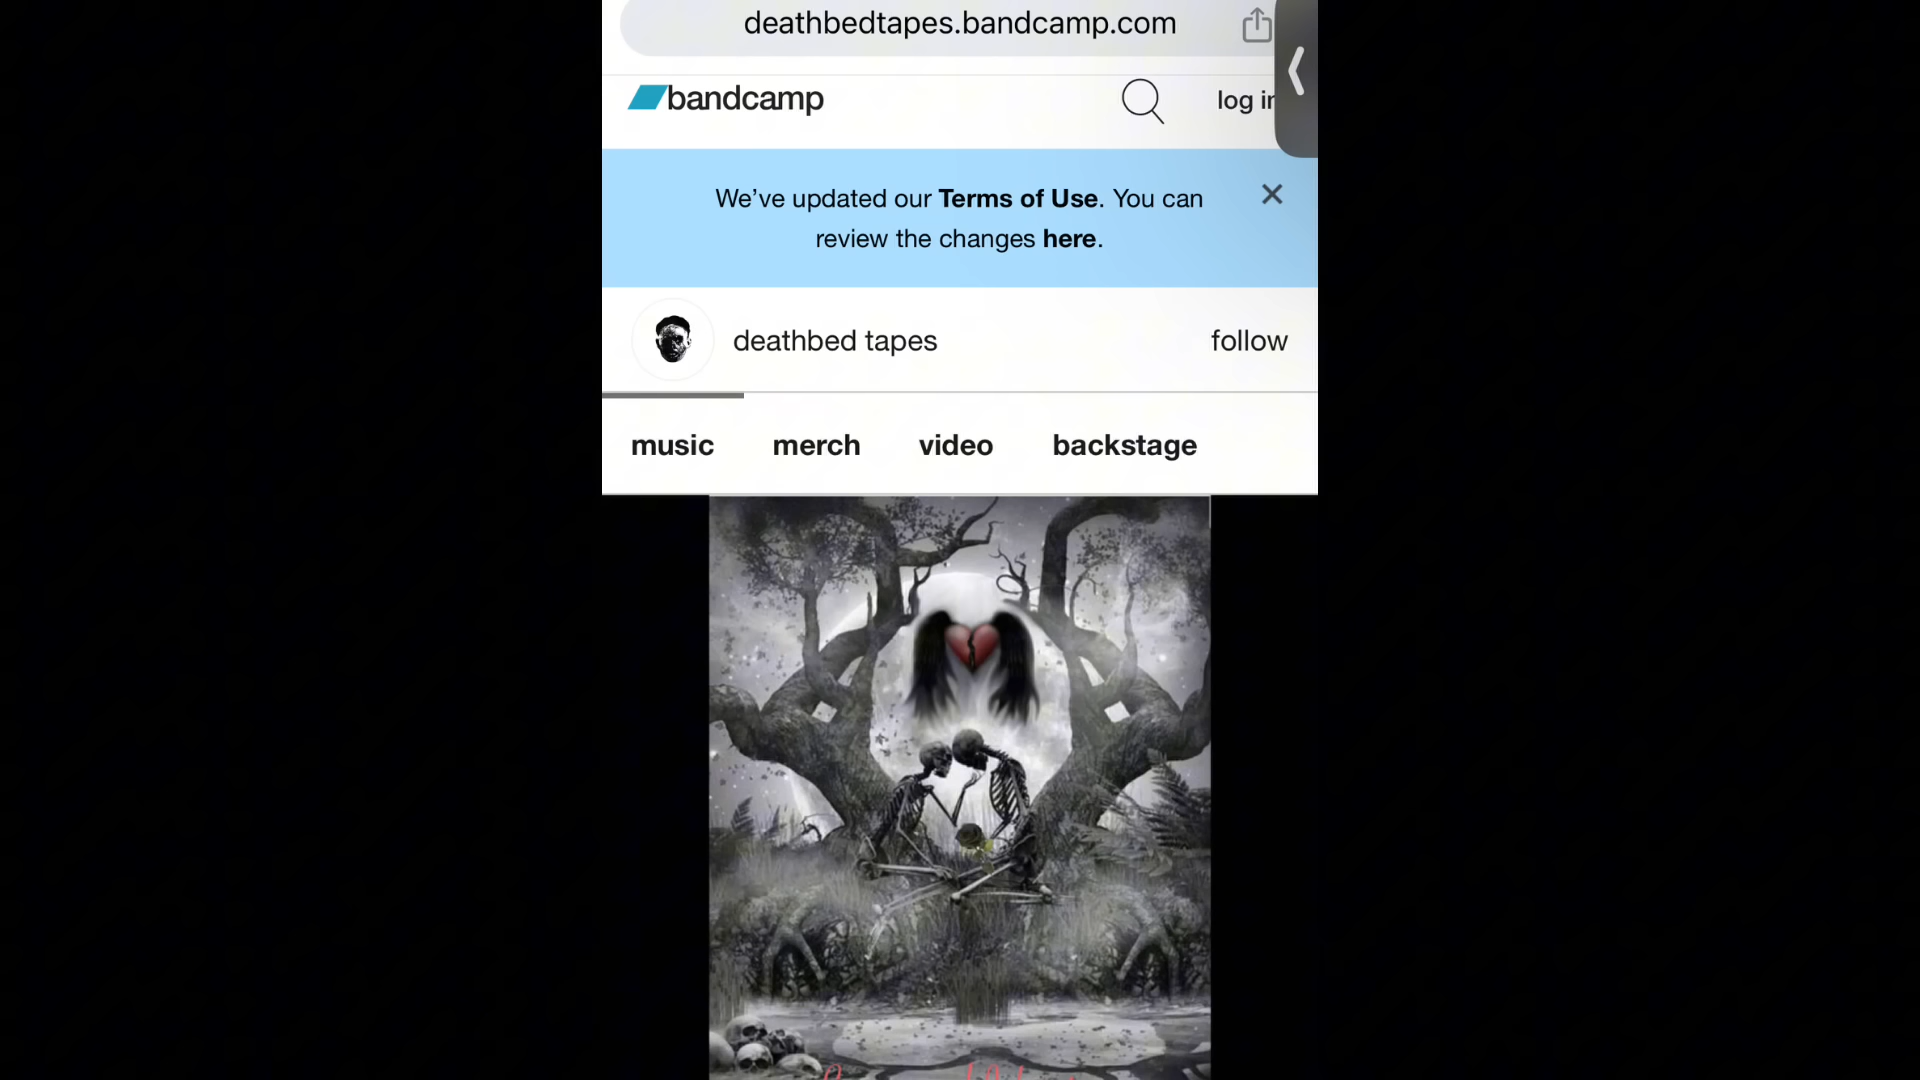 deathbedtapes.bandcamp.com
bandcamp
log in
We've updated our Terms of Use. You can
review the changes here.
deathbed tapes
follow
music merch video backstage